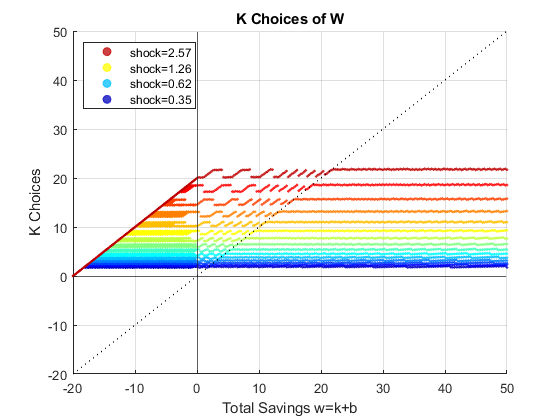 K Choices of W
50
40
30
20
10
0
-10
-20
K Choices
shock=2.57
shock=1.26
shock=0.62
shock=0.35
-20 -10 0 10 20 30 40 50
Total Savings w=k+b